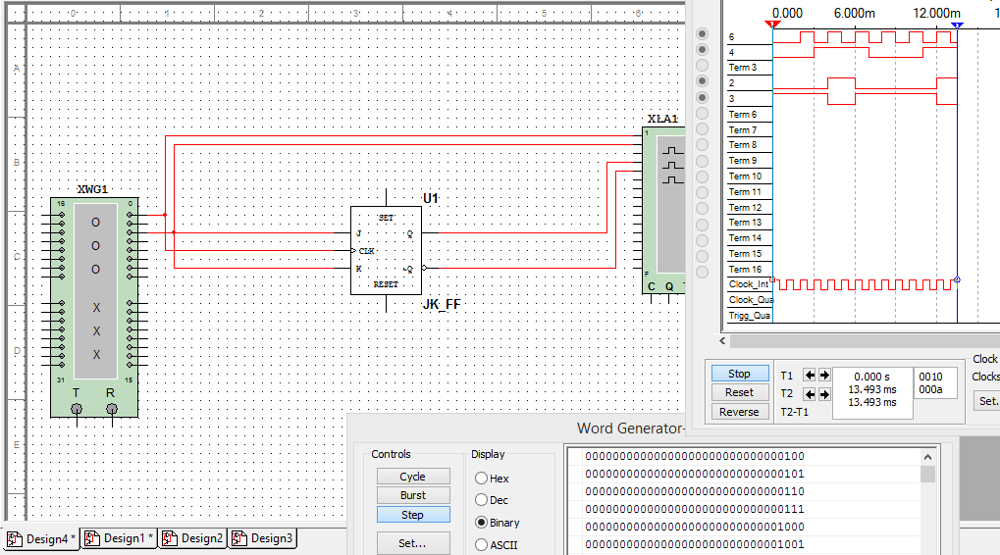 0 1 2 3 4 5 6
A
B
C
D
E
XWG1
16 0
O
O
O
X
X
X
31 15
T R
U1
SET
J Q
CLK
K ~Q
RESET
JK_FF
XLA1
1
F
C Q T
0.000 6.000m 12.000m 1
1 2
6
4
Term 3
2
3
Term 6
Term 7
Term 8
Term 9
Term 10
Term 11
Term 12
Term 13
Term 14
Term 15
Term 16
Clock_Int
Clock_Qua
Trigg_Qua
Stop
Reset
Reverse
T1
T2
T2-T1
0.000 s
13.493 ms
13.493 ms
0010
000a
Clock
Clocks
Set.
Word Generator-
Controls
Cycle
Burst
Step
Set...
Display
Hex
Dec
Binary
ASCII
00000000000000000000000000000100
00000000000000000000000000000101
00000000000000000000000000000110
00000000000000000000000000000111
00000000000000000000000000001000
00000000000000000000000000001001
Design4 * Design1 * Design2 Design3